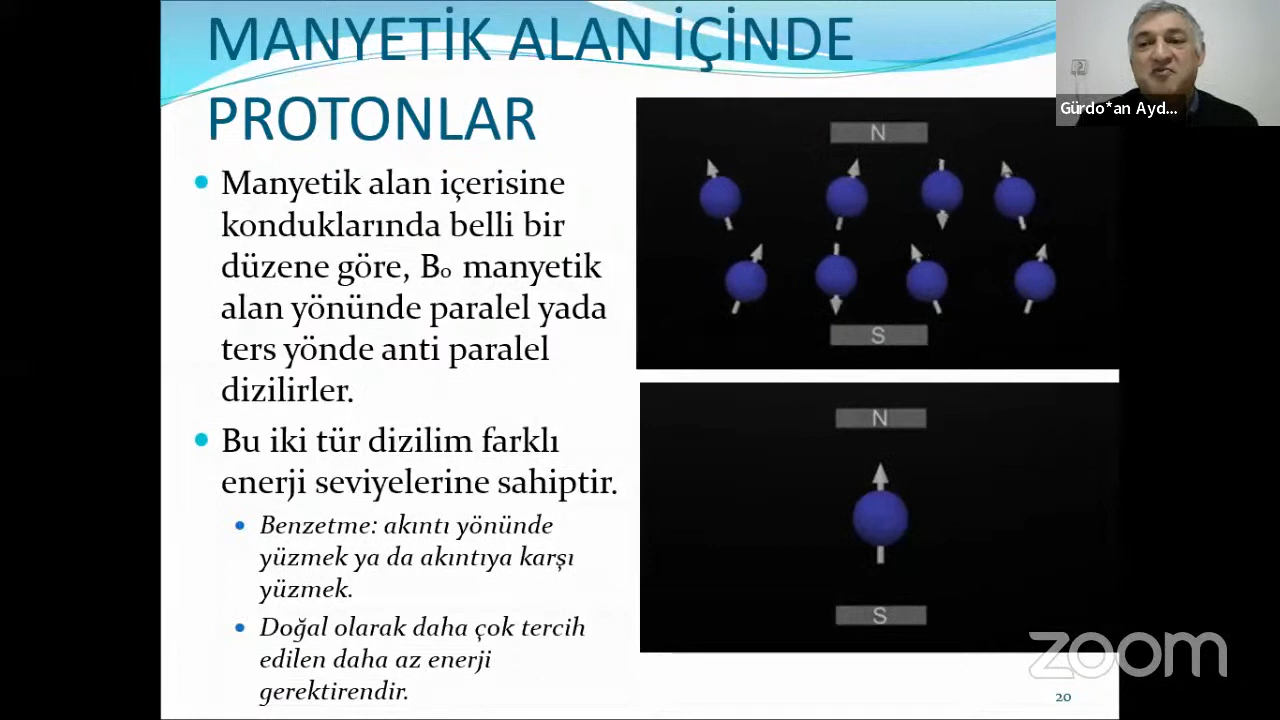 MANYETİK ALAN İÇİNDE
PROTONLAR
Gürdo*an Ayd...
• Manyetik alan içerisine
konduklarında belli bir
düzene göre, B₀ manyetik
alan yönünde paralel yada
ters yönde anti paralel
dizilirler.
• Bu iki tür dizilim farklı
enerji seviyelerine sahiptir.
• Benzetme: akıntı yönünde
yüzmek ya da akıntıya karşı
yüzmek.
• Doğal olarak daha çok tercih
edilen daha az enerji
gerektirendir.
N
S
N
S
zoom
20